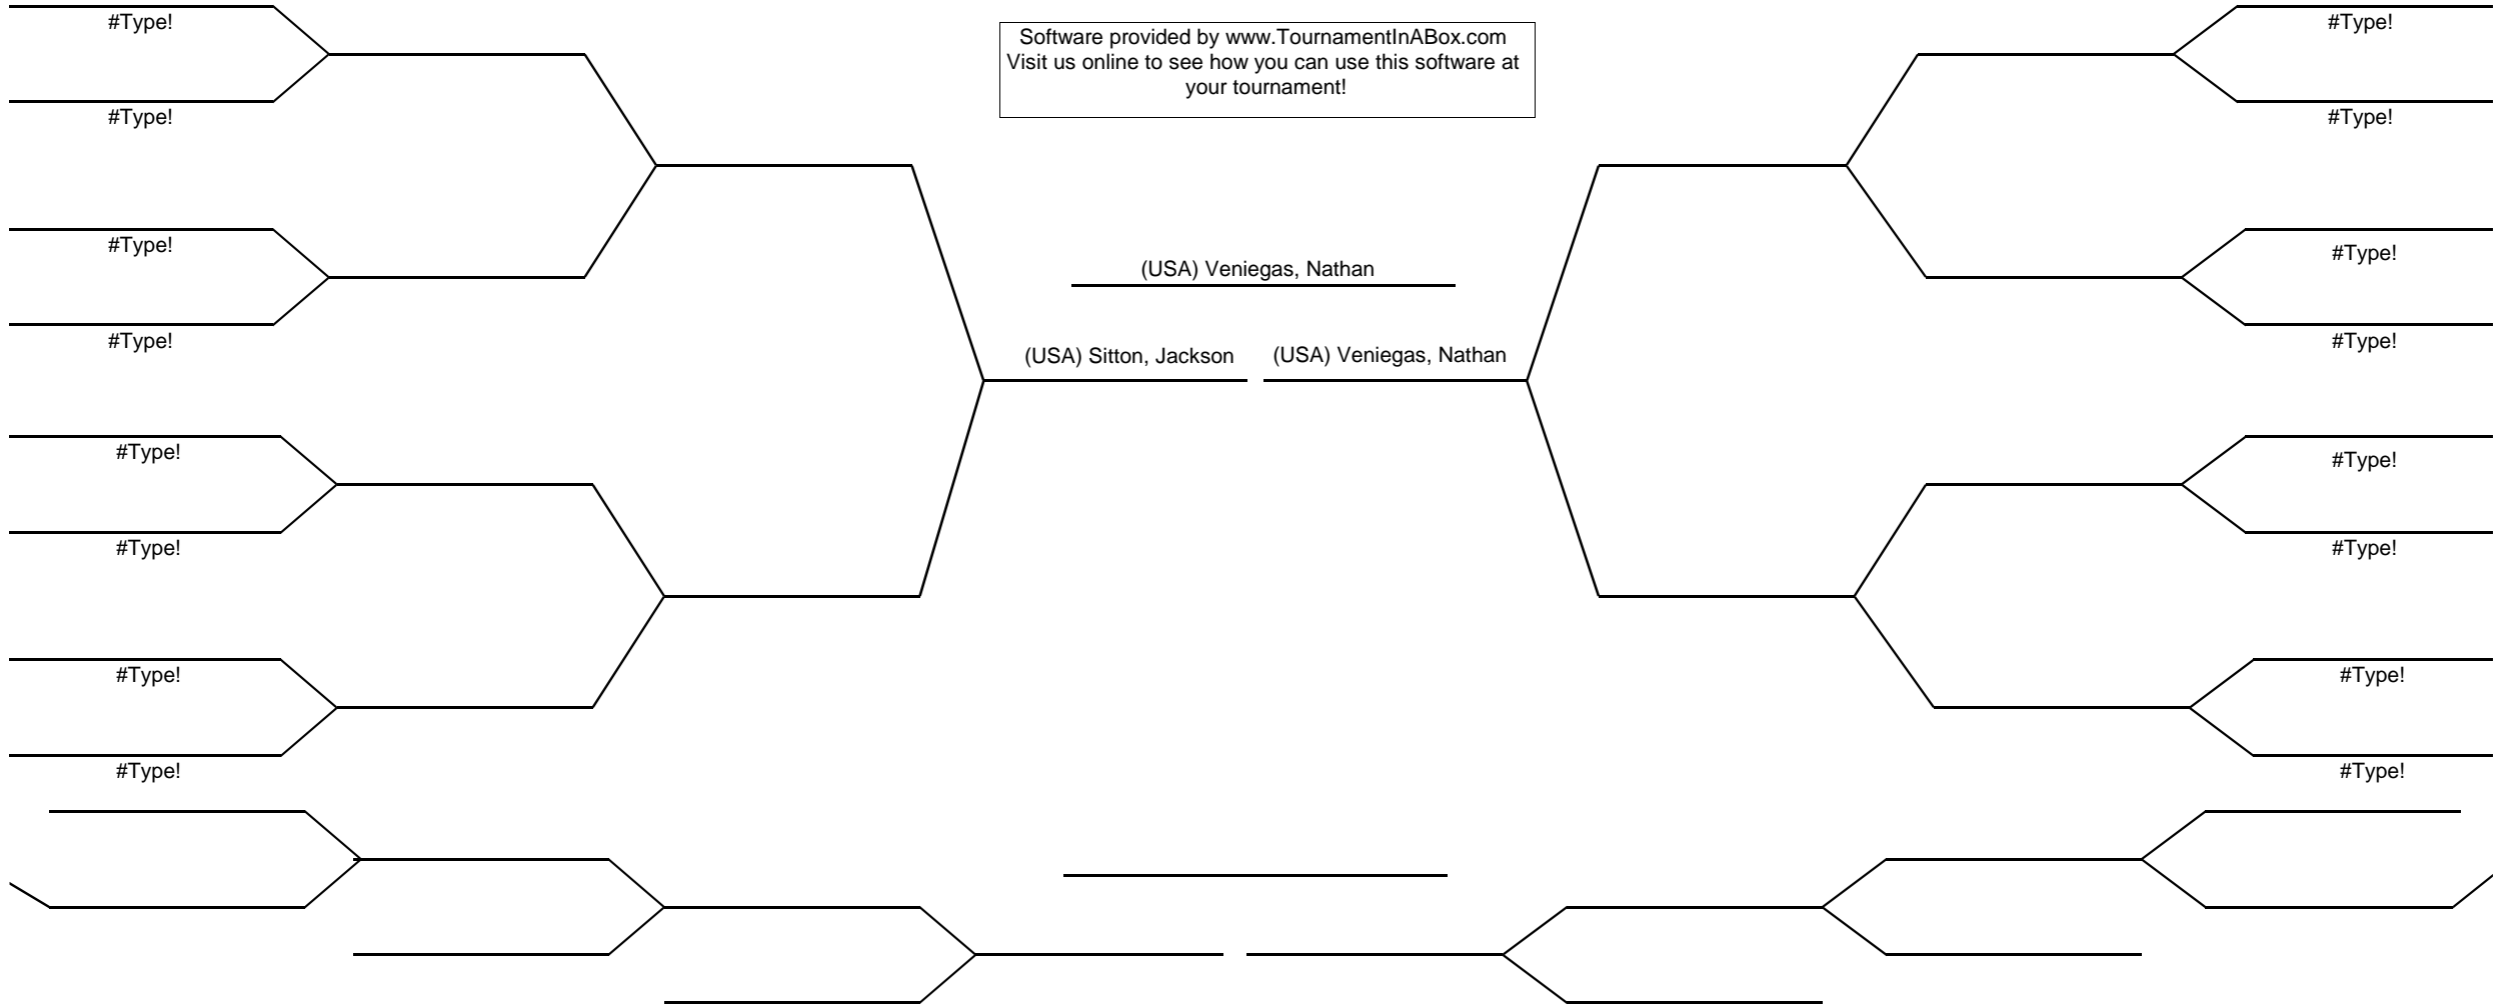 #Type!
#Type!
Software provided by www.TournamentInABox.com
Visit us online to see how you can use this software at
your tournament!
#Type!
#Type!
#Type!
(USA) Veniegas, Nathan
#Type!
#Type!
(USA) Sitton, Jackson
(USA) Veniegas, Nathan
#Type!
#Type!
#Type!
#Type!
#Type!
#Type!
#Type!
#Type!
#Type!